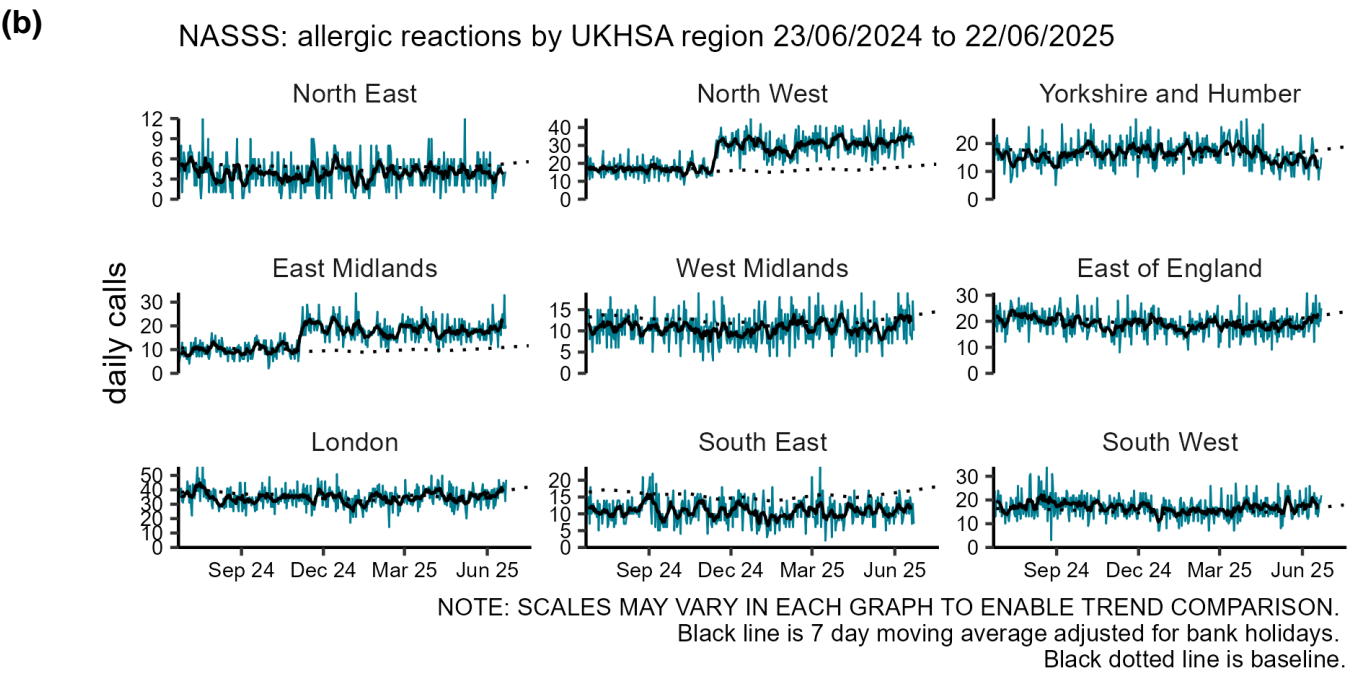 (b)
NASSS: allergic reactions by UKHSA region 23/06/2024 to 22/06/2025
North East
North West
Yorkshire and Humber
12
9
6
3
0
40
30
20
10
0
20
10
0
daily calls
East Midlands
West Midlands
East of England
30
20
10
0
15
10
5
0
30
20
10
0
London
South East
South West
50
40
30
20
10
0
20
15
10
5
0
30
20
10
0
Sep 24 Dec 24 Mar 25 Jun 25
Sep 24 Dec 24 Mar 25 Jun 25
Sep 24 Dec 24 Mar 25 Jun 25
NOTE: SCALES MAY VARY IN EACH GRAPH TO ENABLE TREND COMPARISON.
Black line is 7 day moving average adjusted for bank holidays.
Black dotted line is baseline.